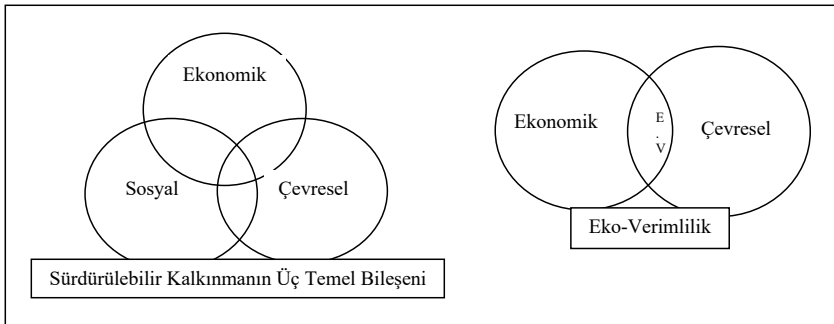 Ekonomik
Sosyal
Çevresel
Sürdürülebilir Kalkınmanın Üç Temel Bileşeni
Ekonomik
E
.
V
Çevresel
Eko-Verimlilik